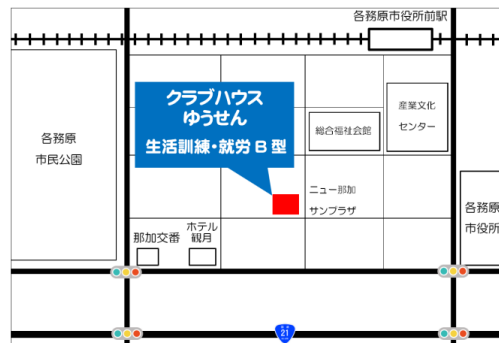 各務原市役所前駅
クラブハウス
ゆうせん
生活訓練・就労B型
産業文化
センター
総合福祉会館
各務原
市民公園
ニュー那加
サンプラザ
各務原
市役所
那加交番
ホテル
観月
21